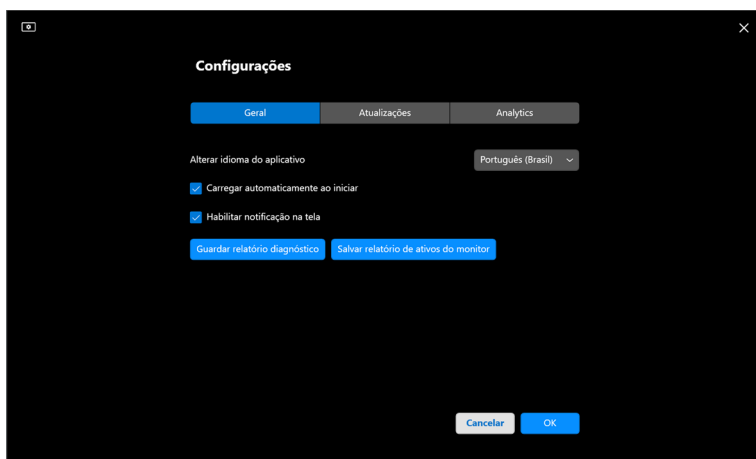 Configurações
Geral Atualizações Analytics
Alterar idioma do aplicativo Português (Brasil)
Carregar automaticamente ao iniciar
Habilitar notificação na tela
Guardar relatório diagnóstico Salvar relatório de ativos do monitor
Cancelar OK